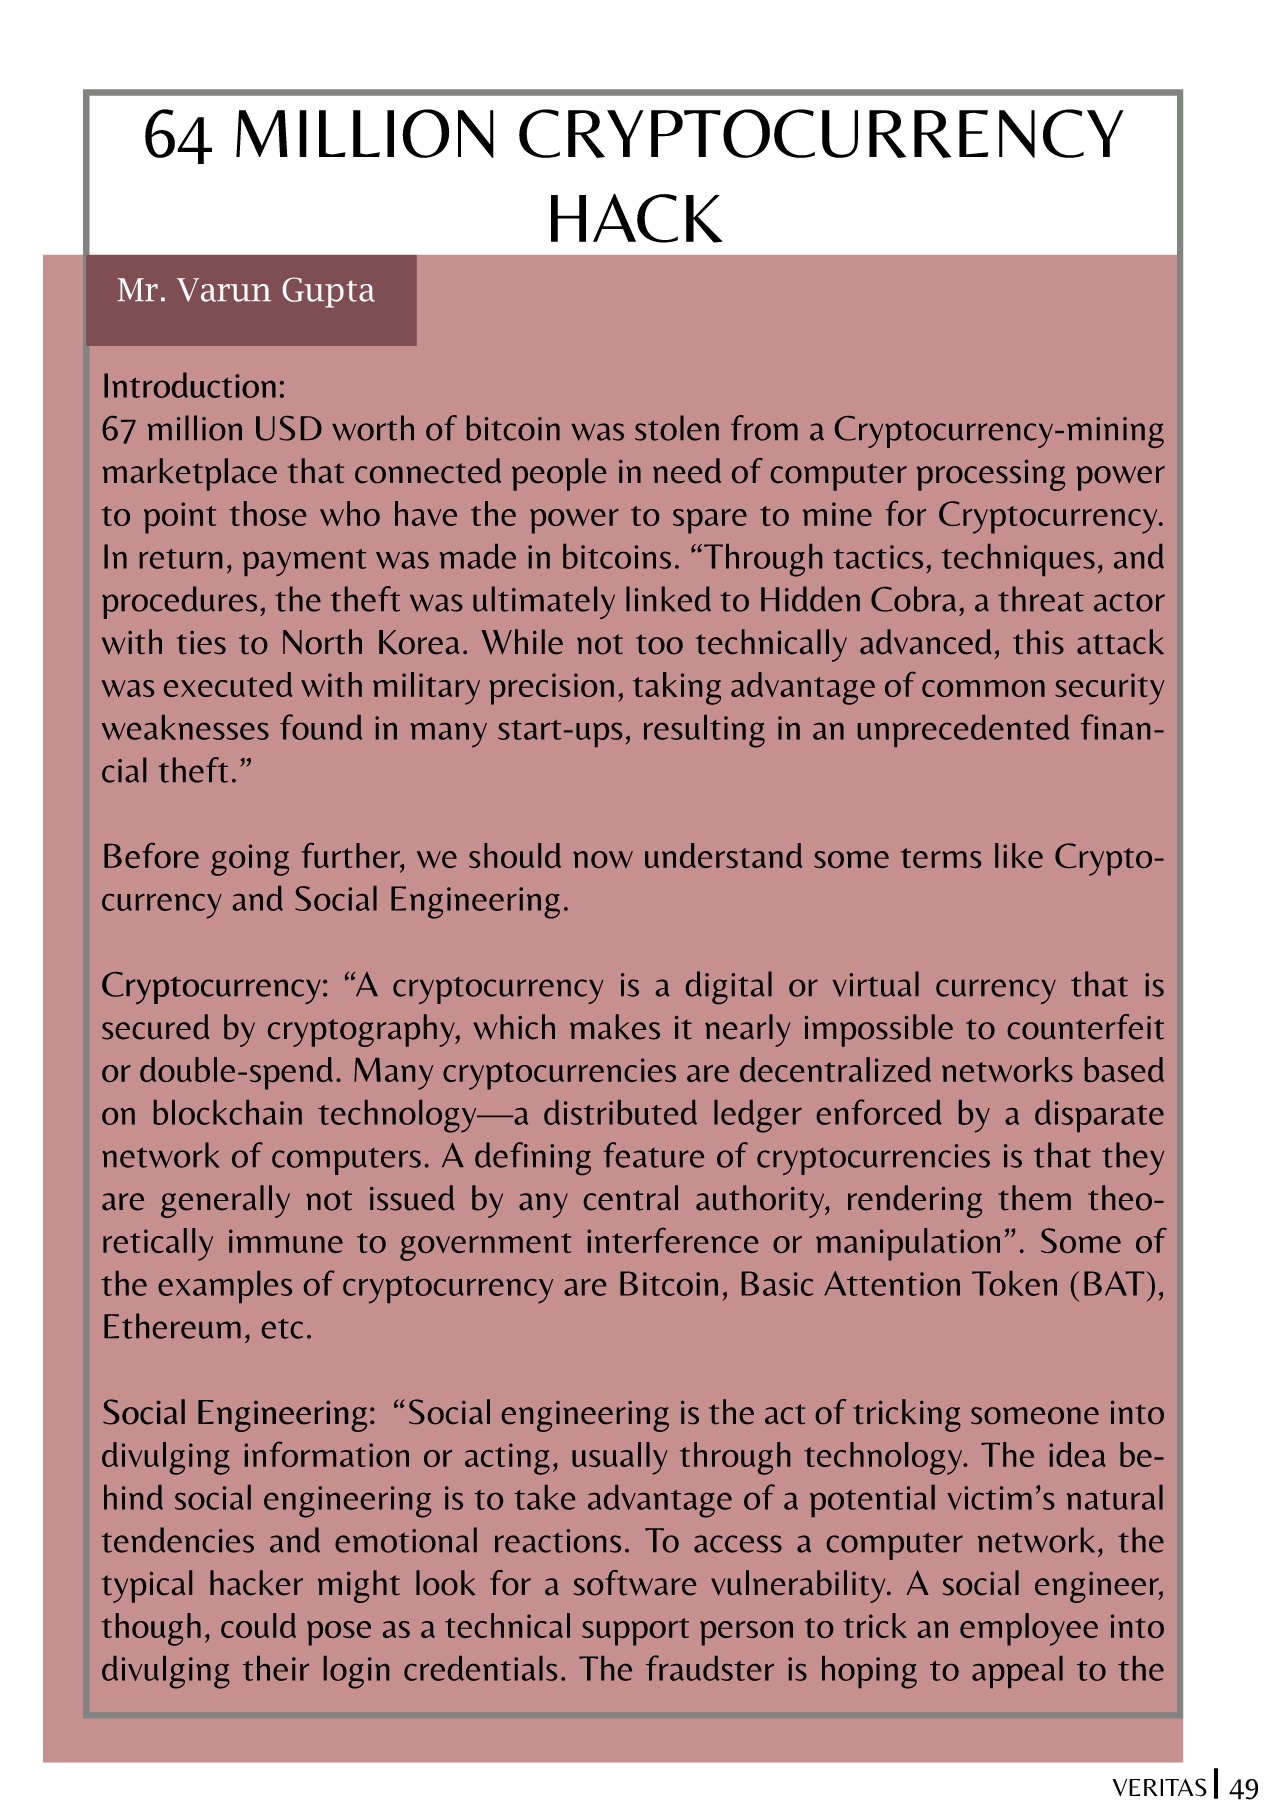 64 MILLION CRYPTOCURRENCY
HACK
Mr. Varun Gupta
Introduction:
67 million USD worth of bitcoin was stolen from a Cryptocurrency-mining
marketplace that connected people in need of computer processing power
to point those who have the power to spare to mine for Cryptocurrency.
In return, payment was made in bitcoins. “Through tactics, techniques, and
procedures, the theft was ultimately linked to Hidden Cobra, a threat actor
with ties to North Korea. While not too technically advanced, this attack
was executed with military precision, taking advantage of common security
weaknesses found in many start-ups, resulting in an unprecedented finan-
cial theft.”
Before going further, we should now understand some terms like Crypto-
currency and Social Engineering.
Cryptocurrency: “A cryptocurrency is a digital or virtual currency that is
secured by cryptography, which makes it nearly impossible to counterfeit
or double-spend. Many cryptocurrencies are decentralized networks based
on blockchain technology—a distributed ledger enforced by a disparate
network of computers. A defining feature of cryptocurrencies is that they
are generally not issued by any central authority, rendering them theo-
retically immune to government interference or manipulation”. Some of
the examples of cryptocurrency are Bitcoin, Basic Attention Token (BAT),
Ethereum, etc.
Social Engineering: “Social engineering is the act of tricking someone into
divulging information or acting, usually through technology. The idea be-
hind social engineering is to take advantage of a potential victim’s natural
tendencies and emotional reactions. To access a computer network, the
typical hacker might look for a software vulnerability. A social engineer,
though, could pose as a technical support person to trick an employee into
divulging their login credentials. The fraudster is hoping to appeal to the
VERITAS | 49